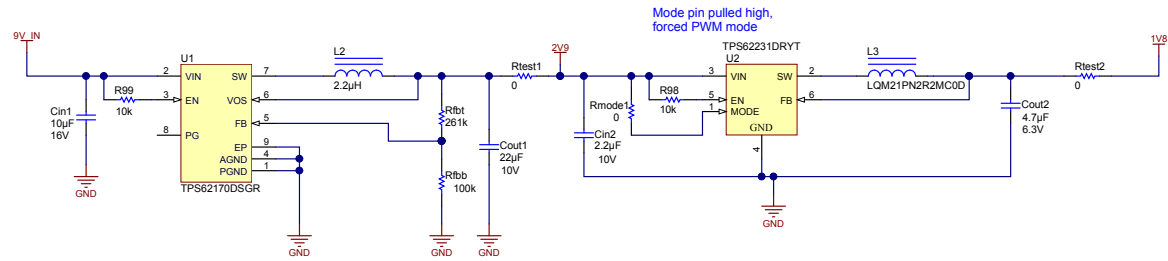 Mode pin pulled high,
forced PWM mode
9V_IN
U1
L2
2.2µH
2V9
TPS62231DRYT
U2
L3
LQM21PN2R2MC0D
1V8
2 VIN
SW 7
R99
10k
3 EN
VOS 6
8 PG
FB 5
EP 9
AGND 4
PGND 1
TPS62170DSGR
Cin1
10µF
16V
GND
GND
Rfbt
261k
Rfbb
100k
GND
Cout1
22µF
10V
GND
Rtest1
0
Rmode1
0
R98
10k
Cin2
2.2µF
10V
3 VIN
SW 2
5 EN
FB 6
1 MODE
GND
4
GND
Cout2
4.7µF
6.3V
Rtest2
0